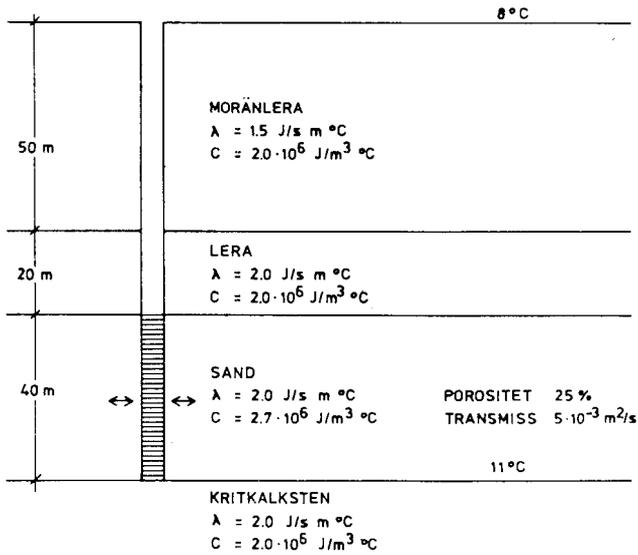 8°C
MORÄNLERA
λ = 1.5 J/s m °C
C = 2.0·10⁶ J/m³ °C
50 m
LERA
λ = 2.0 J/s m °C
C = 2.0·10⁶ J/m³ °C
20 m
SAND
λ = 2.0 J/s m °C
C = 2.7·10⁶ J/m³ °C
40 m
POROSITET 25 %
TRANSMISS 5·10⁻³ m²/s
11°C
KRITKALKSTEN
λ = 2.0 J/s m °C
C = 2.0·10⁶ J/m³ °C